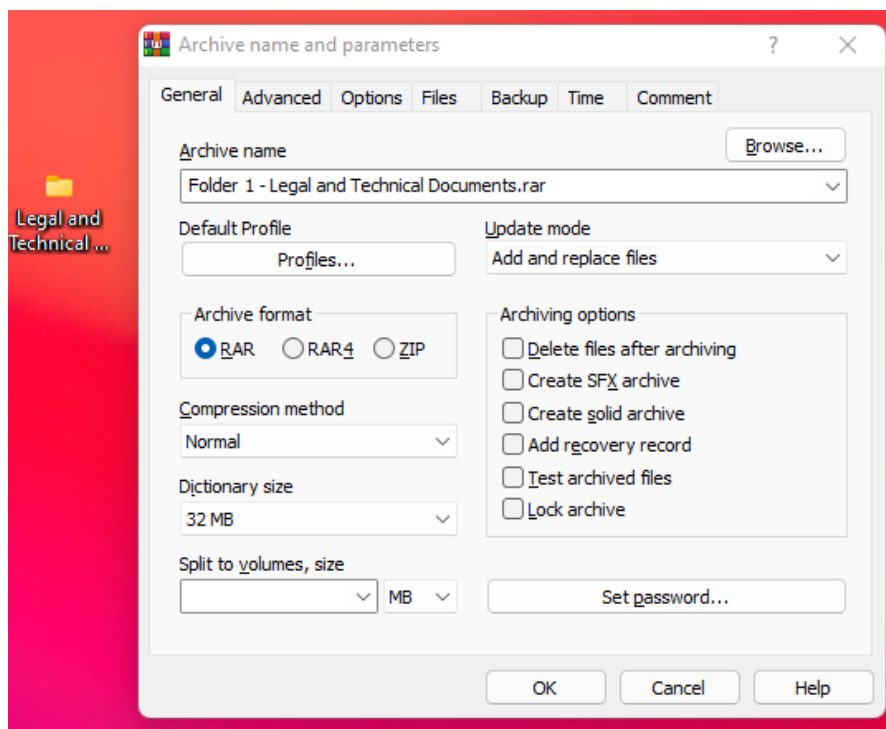 Archive name and parameters
?
General Advanced Options Files Backup Time Comment
Archive name
Browse...
Folder 1 - Legal and Technical Documents.rar
Legal and
Technical ...
Default Profile
Update mode
Profiles...
Add and replace files
Archive format
RAR RAR4 ZIP
Archiving options
Delete files after archiving
Create SFX archive
Create solid archive
Add recovery record
Test archived files
Lock archive
Compression method
Normal
Dictionary size
32 MB
Split to volumes, size
MB
Set password...
OK Cancel Help